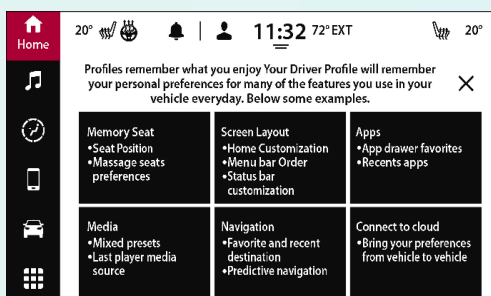 20° 11:32 72° EXT 20°
Home
Profiles remember what you enjoy Your Driver Profile will remember
your personal preferences for many of the features you use in your
vehicle everyday. Below some examples.
Memory Seat
•Seat Position
•Massage seats
preferences
Screen Layout
•Home Customization
•Menu bar Order
•Status bar
customization
Apps
•App drawer favorites
•Recents apps
Media
•Mixed presets
•Last player media
source
Navigation
•Favorite and recent
destination
•Predictive navigation
Connect to cloud
•Bring your preferences
from vehicle to vehicle